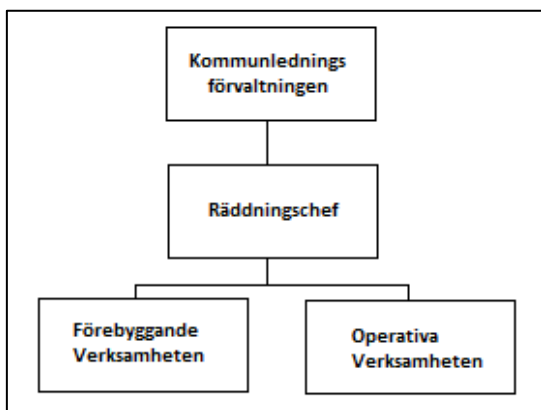 Kommunlednings
förvaltningen
Räddningschef
Förebyggande
Verksamheten
Operativa
Verksamheten